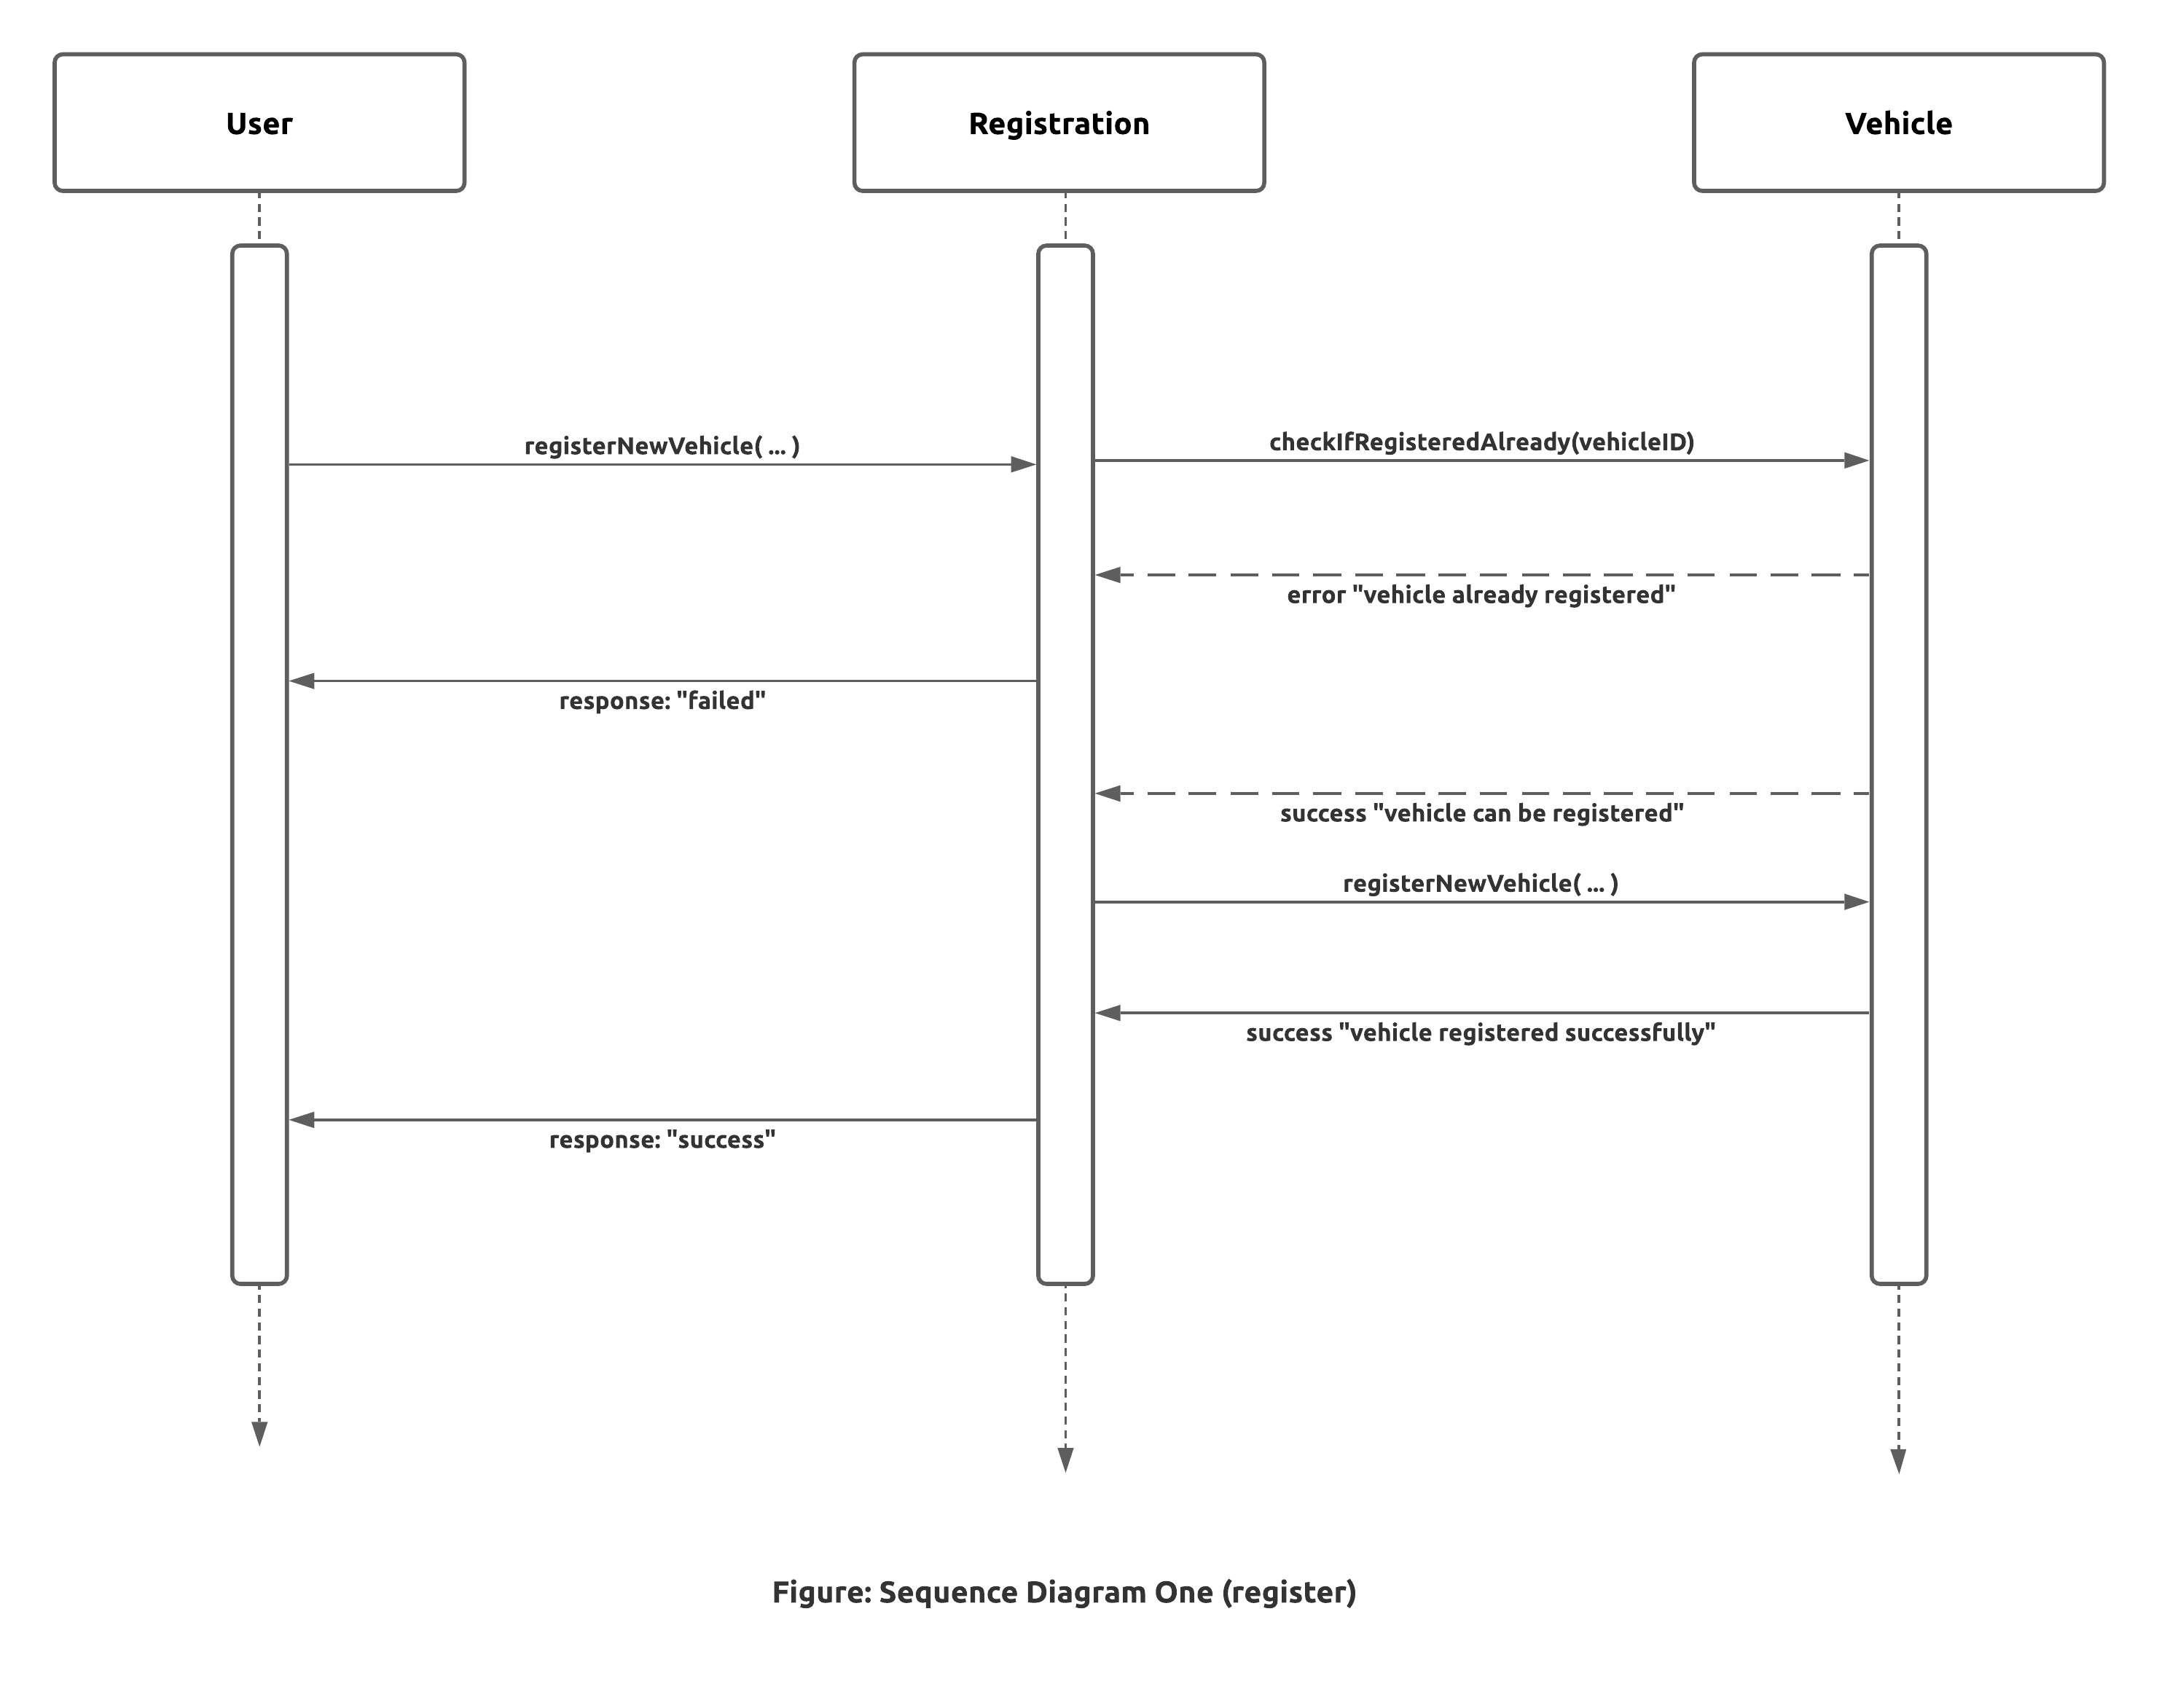 User
Registration
Vehicle
registerNewVehicle( ... )
checkIfRegisteredAlready(vehicleID)
error "vehicle already registered"
response: "failed"
success "vehicle can be registered"
registerNewVehicle( ... )
success "vehicle registered successfully"
response: "success"
Figure: Sequence Diagram One (register)